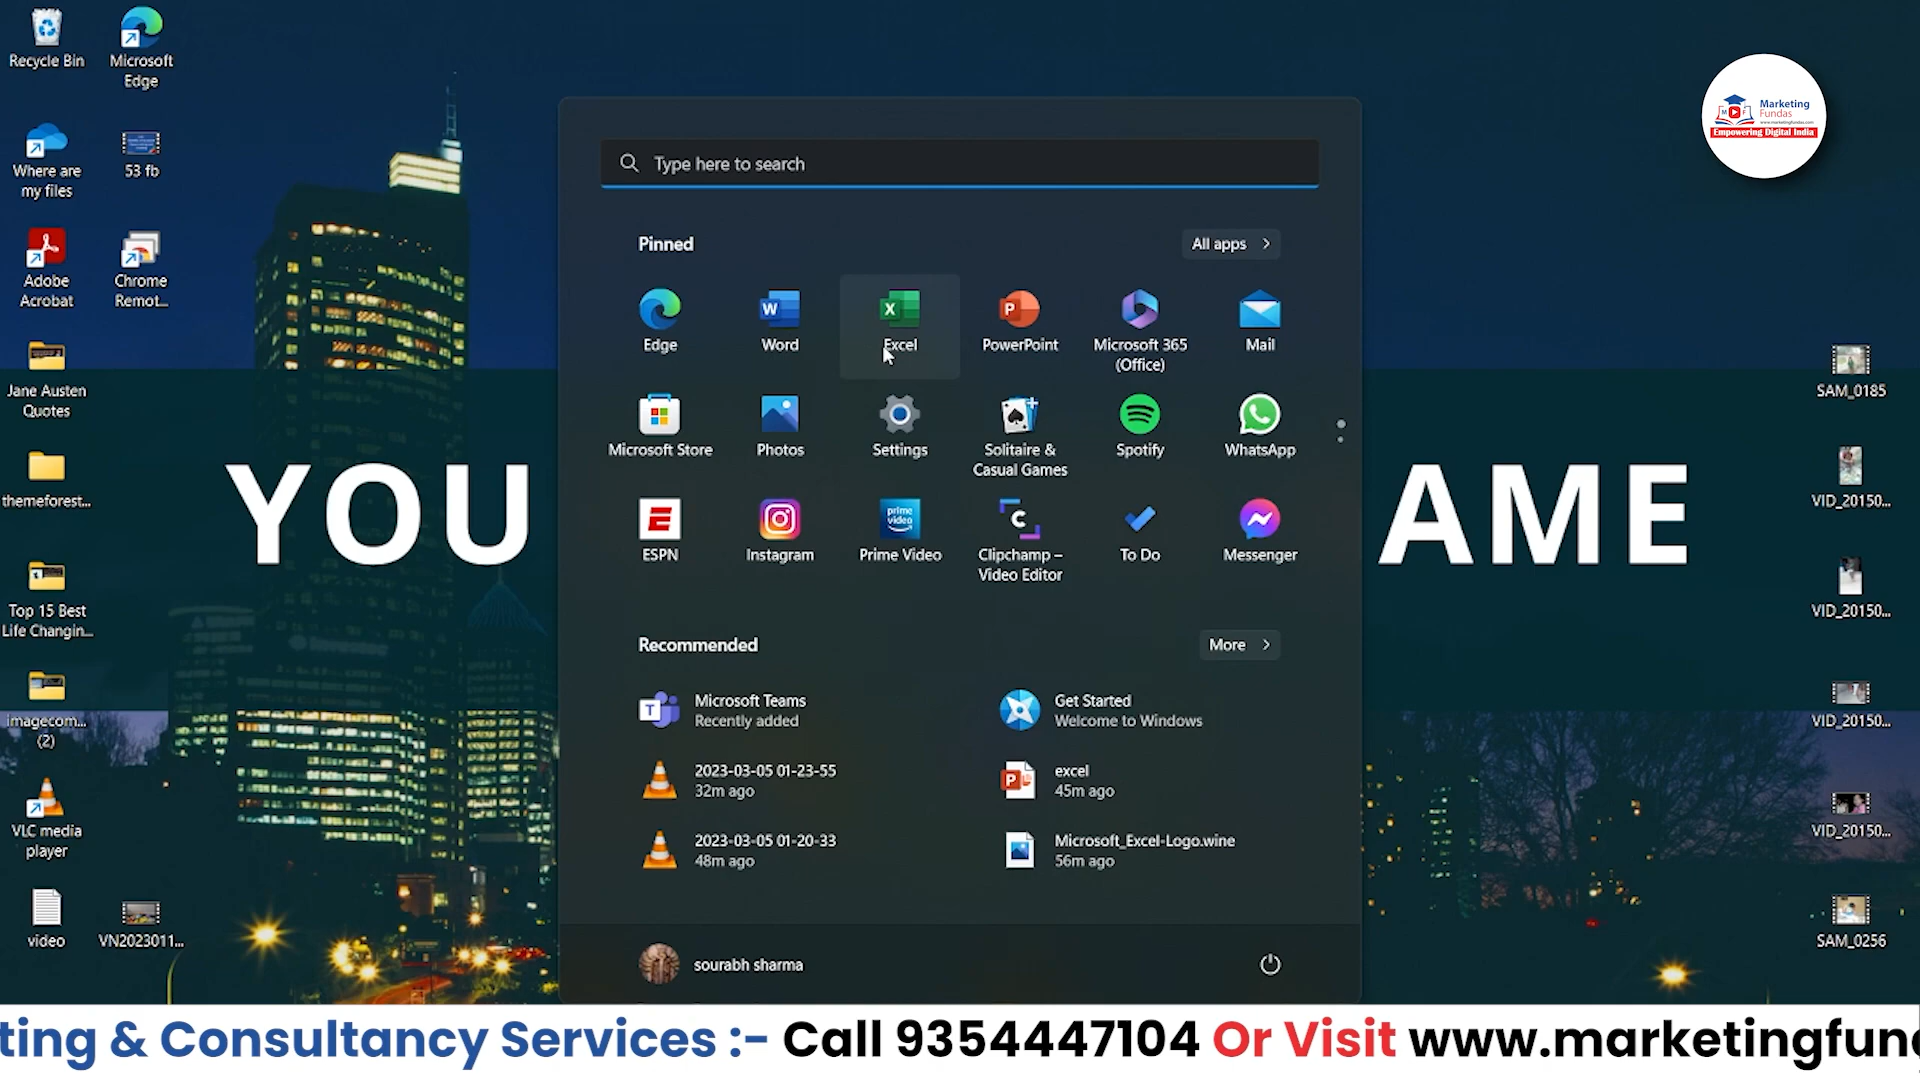 Recycle Bin
Microsoft
Edge
Where are
my files
53 fb
Adobe
Acrobat
Chrome
Remot...
Jane Austen
Quotes
themeforest...
Top 15 Best
Life Changin...
imagecom...
(2)
VLC media
player
video
VN2023011...
YOU
AME
Type here to search
Pinned
All apps
Edge
Word
Excel
PowerPoint
Microsoft 365
(Office)
Mail
Microsoft Store
Photos
Settings
Solitaire &
Casual Games
Spotify
WhatsApp
ESPN
Instagram
prime
video
Prime Video
Clipchamp –
Video Editor
To Do
Messenger
Recommended
More
Microsoft Teams
Recently added
Get Started
Welcome to Windows
2023-03-05 01-23-55
32m ago
excel
45m ago
2023-03-05 01-20-33
48m ago
Microsoft_Excel-Logo.wine
56m ago
sourabh sharma
Marketing
Fundas
www.marketingfundas.com
Empowering Digital India
SAM_0185
VID_20150...
VID_20150...
VID_20150...
VID_20150...
SAM_0256
ting & Consultancy Services :- Call 9354447104 Or Visit www.marketingfund